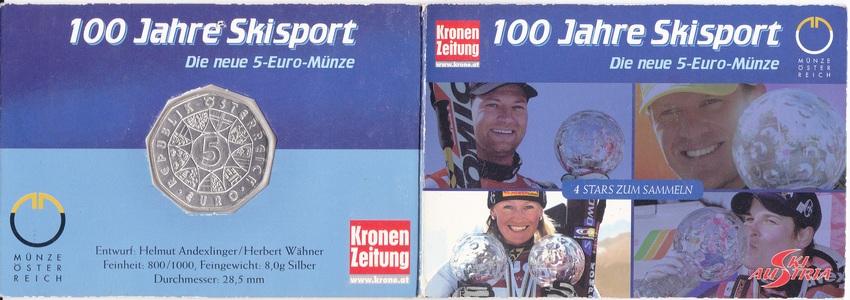 100 Jahre Skisport
Die neue 5-Euro-Münze
REPUBLIK ÖSTERREICH
5
EURO
MÜNZE
ÖSTER
REICH
Entwurf: Helmut Andexlinger/Herbert Wähner
Feinheit: 800/1000, Feingewicht: 8,0g Silber
Durchmesser: 28,5 mm
Kronen
Zeitung
www.krone.at
Kronen
Zeitung
www.krone.at
100 Jahre Skisport
Die neue 5-Euro-Münze
MÜNZE
ÖSTER
REICH
ATOMIC
4 STARS ZUM SAMMELN
SKI
AUSTRIA